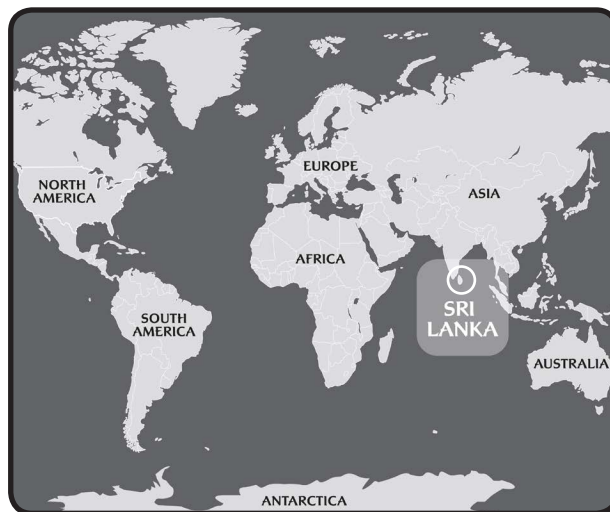 EUROPE
NORTH
AMERICA
ASIA
AFRICA
SRI
LANKA
SOUTH
AMERICA
AUSTRALIA
ANTARCTICA